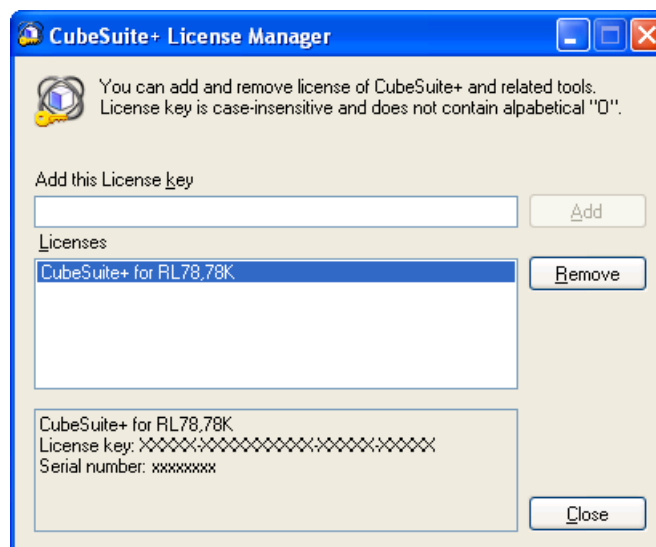 CubeSuite+ License Manager
You can add and remove license of CubeSuite+ and related tools.
License key is case-insensitive and does not contain alpabetical "O".
Add this License key
Add
Licenses
CubeSuite+ for RL78,78K
Remove
CubeSuite+ for RL78,78K
License key: XXXXX-XXXXXXXXXXX-XXXXX-XXXXX
Serial number: xxxxxxxx
Close